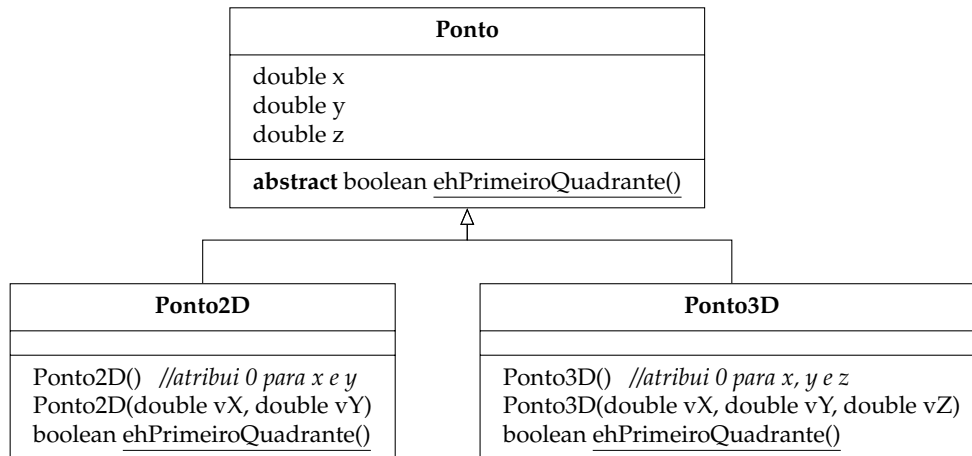 Ponto
double x
double y
double z
abstract boolean ehPrimeiroQuadrante()
Ponto2D
Ponto2D() //atribui 0 para x e y
Ponto2D(double vX, double vY)
boolean ehPrimeiroQuadrante()
Ponto3D
Ponto3D() //atribui 0 para x, y e z
Ponto3D(double vX, double vY, double vZ)
boolean ehPrimeiroQuadrante()